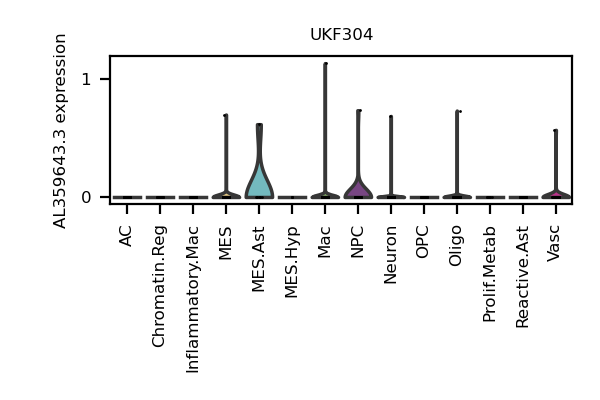 UKF304
AL359643.3 expression
1
0
AC
Chromatin.Reg
Inflammatory.Mac
MES
MES.Ast
MES.Hyp
Mac
NPC
Neuron
OPC
Oligo
Prolif.Metab
Reactive.Ast
Vasc